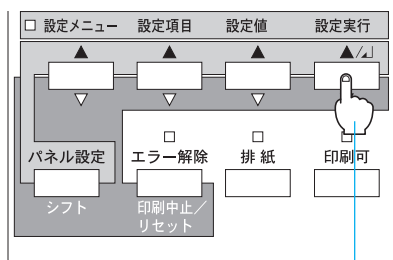 □ 設定メニュー 設定項目 設定値 設定実行
▲ ▲ ▲ ▲/↲
▽ ▽ ▽
パネル設定 エラー解除 排紙 印刷可
シフト 印刷中止/
リセット